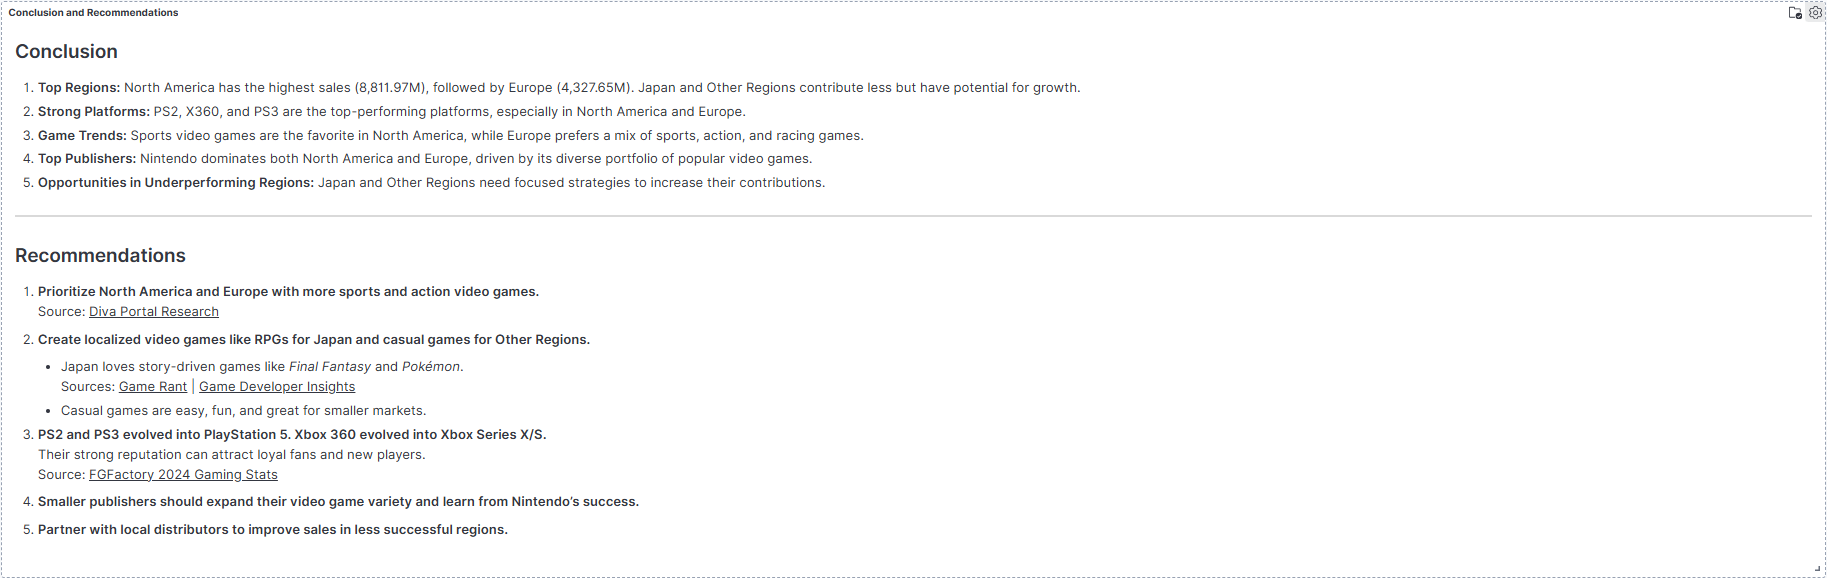 Conclusion and Recommendations
Conclusion
1. Top Regions: North America has the highest sales (8,811.97M), followed by Europe (4,327.65M). Japan and Other Regions contribute less but have potential for growth.
2. Strong Platforms: PS2, X360, and PS3 are the top-performing platforms, especially in North America and Europe.
3. Game Trends: Sports video games are the favorite in North America, while Europe prefers a mix of sports, action, and racing games.
4. Top Publishers: Nintendo dominates both North America and Europe, driven by its diverse portfolio of popular video games.
5. Opportunities in Underperforming Regions: Japan and Other Regions need focused strategies to increase their contributions.
Recommendations
1. Prioritize North America and Europe with more sports and action video games.
Source: Diva Portal Research
2. Create localized video games like RPGs for Japan and casual games for Other Regions.
• Japan loves story-driven games like Final Fantasy and Pokémon.
Sources: Game Rant | Game Developer Insights
• Casual games are easy, fun, and great for smaller markets.
3. PS2 and PS3 evolved into PlayStation 5. Xbox 360 evolved into Xbox Series X/S.
Their strong reputation can attract loyal fans and new players.
Source: FGFactory 2024 Gaming Stats
4. Smaller publishers should expand their video game variety and learn from Nintendo’s success.
5. Partner with local distributors to improve sales in less successful regions.